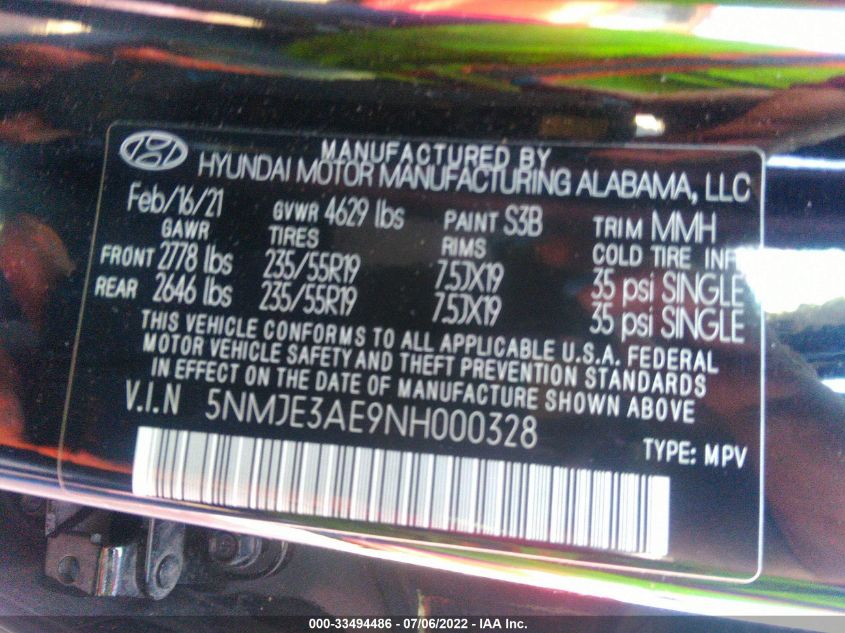 MANUFACTURED BY
HYUNDAI MOTOR MANUFACTURING ALABAMA, LLC
Feb/16/21 GVWR 4629 lbs PAINT S3B TRIM MMH
GAWR TIRES RIMS COLD TIRE INF
FRONT 2778 lbs 235/55R19 7.5JX19 35 psi SINGLE
REAR 2646 lbs 235/55R19 7.5JX19 35 psi SINGLE
THIS VEHICLE CONFORMS TO ALL APPLICABLE U.S.A. FEDERAL
MOTOR VEHICLE SAFETY AND THEFT PREVENTION STANDARDS
IN EFFECT ON THE DATE OF MANUFACTURE SHOWN ABOVE
V.I.N 5NMJE3AE9NH000328
TYPE: MPV
000-33494486 - 07/06/2022 - IAA Inc.